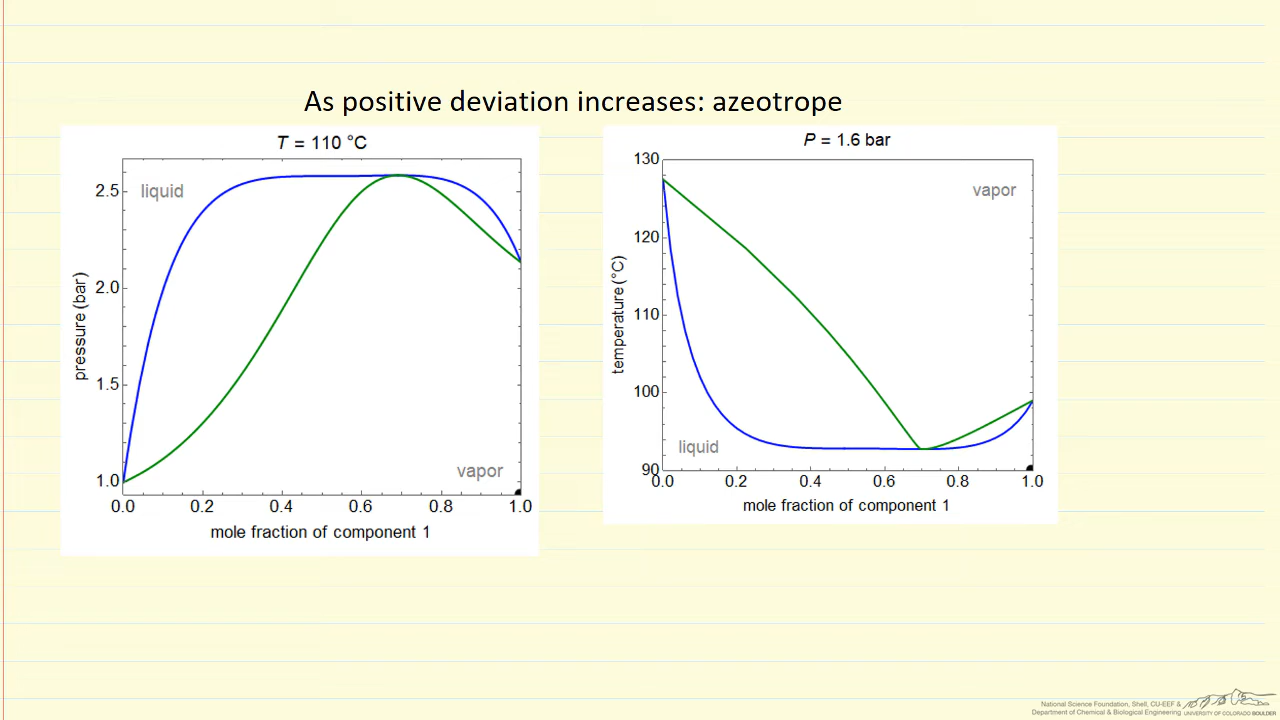 As positive deviation increases: azeotrope
T = 110 °C
liquid
2.5
2.0
1.5
1.0
pressure (bar)
vapor
0.0 0.2 0.4 0.6 0.8 1.0
mole fraction of component 1
P = 1.6 bar
130
vapor
120
110
100
90
temperature (°C)
liquid
0.0 0.2 0.4 0.6 0.8 1.0
mole fraction of component 1
National Science Foundation, Shell, CU-EEF &
Department of Chemical & Biological Engineering UNIVERSITY OF COLORADO BOULDER